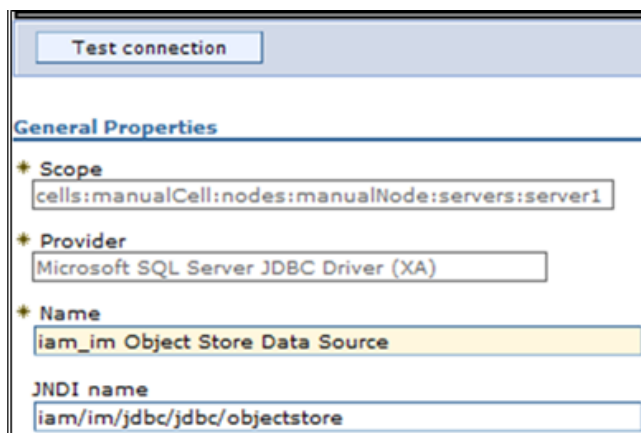 Test connection
General Properties
* Scope
cells:manualCell:nodes:manualNode:servers:server1
* Provider
Microsoft SQL Server JDBC Driver (XA)
* Name
iam_im Object Store Data Source
JNDI name
iam/im/jdbc/jdbc/objectstore